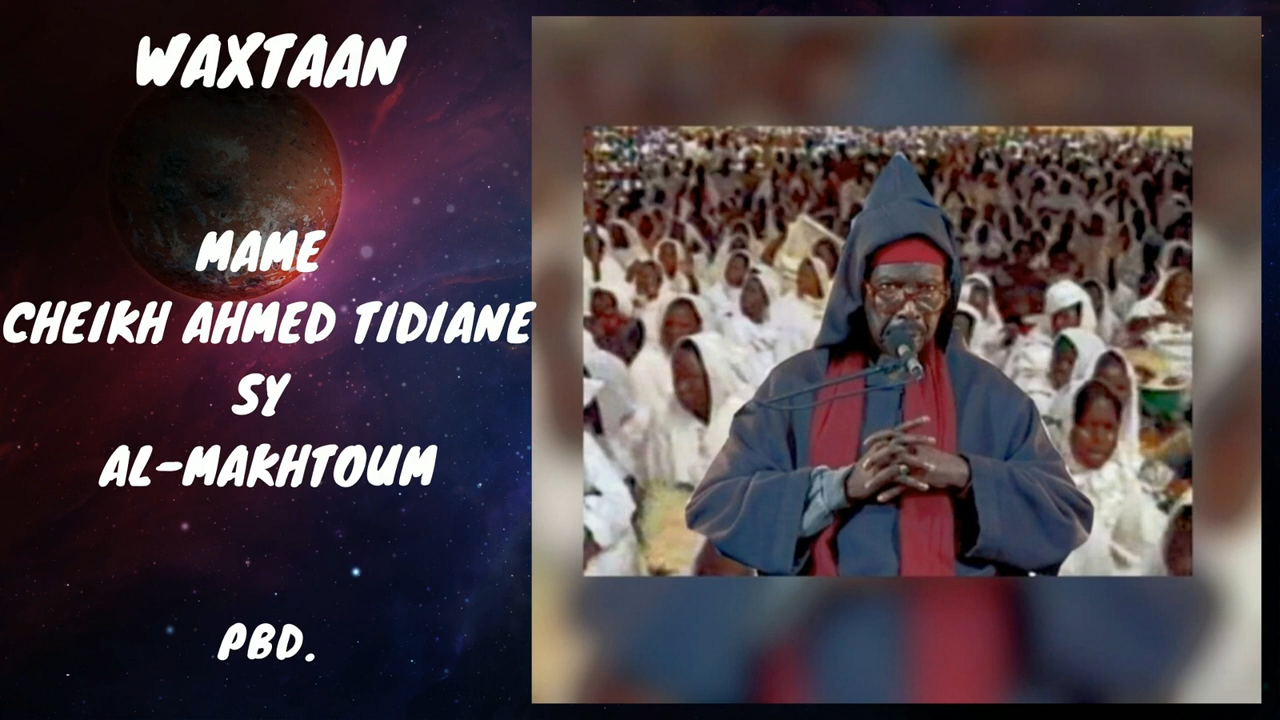 WAXTAAN
MAME
CHEIKH AHMED TIDIANE
SY
AL-MAKHTOUM
PBD.